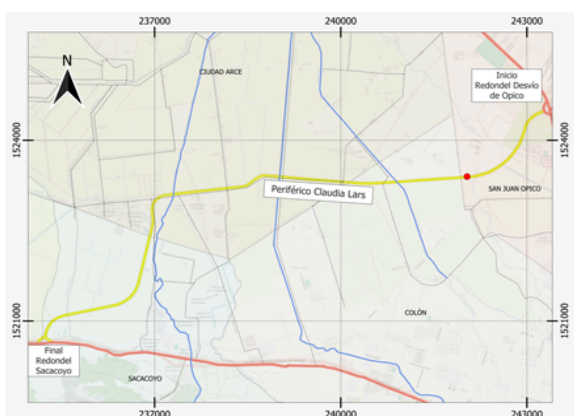 237000
240000
243000
N
CIUDAD ARCE
Inicio
Redondel Desvío
de Opico
1524000
1524000
Periférico Claudia Lars
SAN JUAN OPICO
1521000
1521000
COLÓN
Final
Redondel
Sacacoyo
SACACOYO
237000
240000
243000